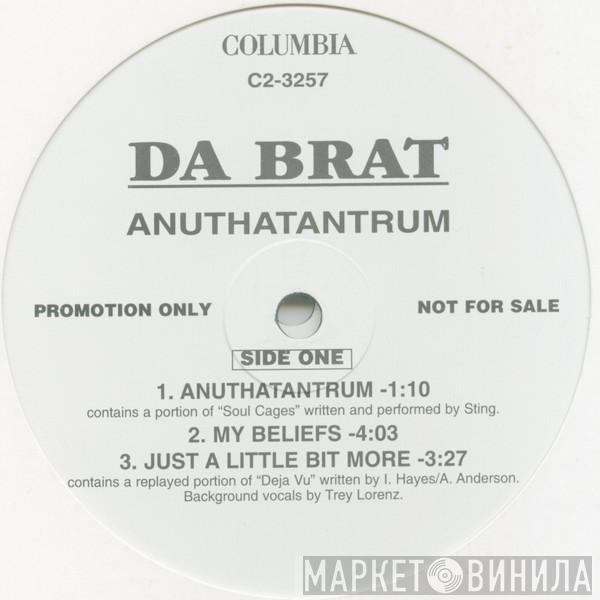 COLUMBIA
C2-3257
DA BRAT
ANUTHATANTRUM
PROMOTION ONLY
NOT FOR SALE
SIDE ONE
1. ANUTHATANTRUM -1:10
contains a portion of “Soul Cages” written and performed by Sting.
2. MY BELIEFS -4:03
3. JUST A LITTLE BIT MORE -3:27
contains a replayed portion of “Deja Vu” written by I. Hayes/A. Anderson.
Background vocals by Trey Lorenz.
МАРКЕТ ВИНИЛА